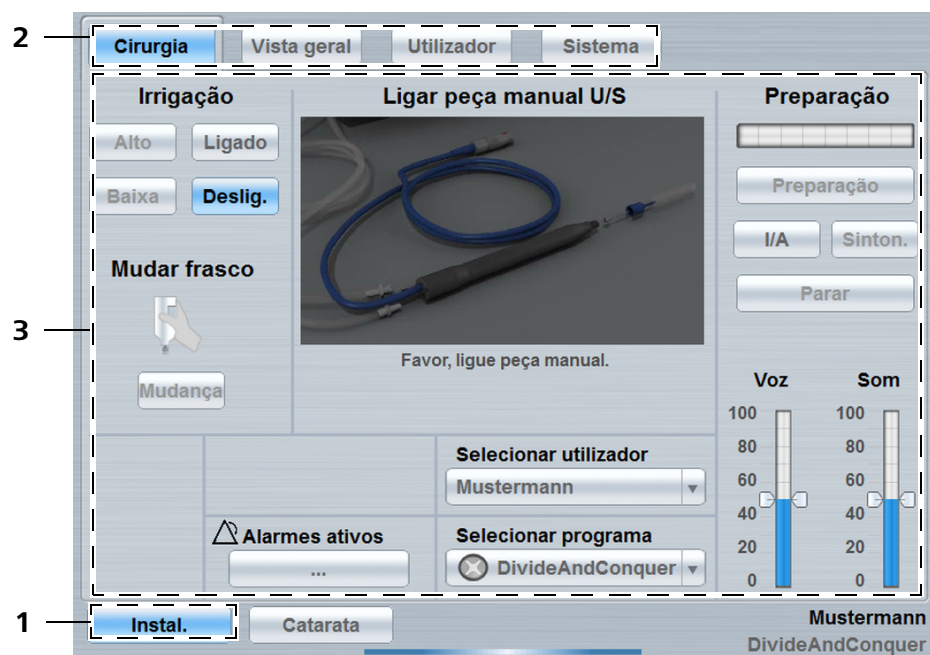 2
Cirurgia
Vista geral
Utilizador
Sistema
3
Irrigação
Alto
Ligado
Baixa
Deslig.
Mudar frasco
Mudança
Ligar peça manual U/S
Favor, ligue peça manual.
Preparação
Preparação
I/A
Sinton.
Parar
Voz
Som
100
100
80
80
60
60
40
40
20
20
0
0
Selecionar utilizador
Mustermann
Alarmes ativos
...
Selecionar programa
DivideAndConquer
1
Instal.
Catarata
Mustermann
DivideAndConquer